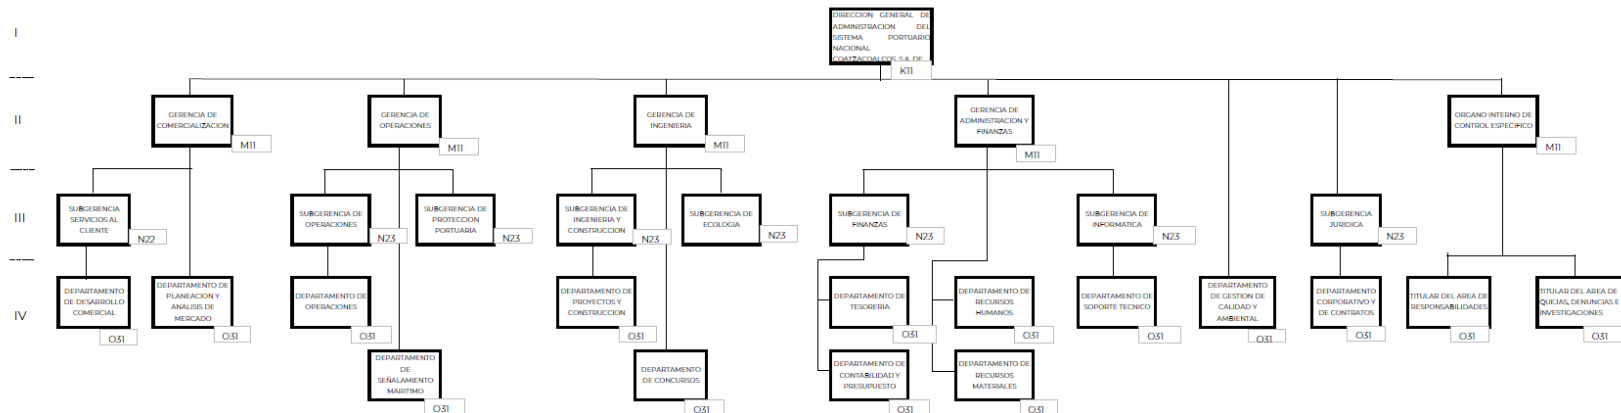 I
DIRECCION GENERAL DE
ADMINISTRACION DEL
SISTEMA PORTUARIO
NACIONAL
COATZACOALCOS, S.A. DE
K11
II
GERENCIA DE
COMERCIALIZACION
M11
GERENCIA DE
OPERACIONES
M11
GERENCIA DE
INGENIERIA
M11
GERENCIA DE
ADMINISTRACION Y
FINANZAS
M11
ORGANO INTERNO DE
CONTROL ESPECÍFICO
M11
III
SUBGERENCIA
SERVICIOS AL
CLIENTE
N22
SUBGERENCIA DE
OPERACIONES
N23
SUBGERENCIA DE
PROTECCION
PORTUARIA
N23
SUBGERENCIA DE
INGENIERIA Y
CONSTRUCCION
N23
SUBGERENCIA DE
ECOLOGIA
N23
SUBGERENCIA DE
FINANZAS
N23
SUBGERENCIA DE
INFORMATICA
N23
SUBGERENCIA
JURIDICA
N23
IV
DEPARTAMENTO
DE DESARROLLO
COMERCIAL
O31
DEPARTAMENTO DE
PLANEACION Y
ANALISIS DE
MERCADO
O31
DEPARTAMENTO DE
OPERACIONES
O31
DEPARTAMENTO DE
PROYECTOS Y
CONSTRUCCION
O31
DEPARTAMENTO DE
TESORERIA
O31
DEPARTAMENTO DE
RECURSOS
HUMANOS
O31
DEPARTAMENTO DE
SOPORTE TECNICO
O31
DEPARTAMENTO
DE GESTION DE
CALIDAD Y
AMBIENTAL
O31
DEPARTAMENTO
CORPORATIVO Y
DE CONTRATOS
O31
TITULAR DEL AREA DE
RESPONSABILIDADES
O31
TITULAR DEL AREA DE
QUEJAS, DENUNCIAS E
INVESTIGACIONES
O31
DEPARTAMENTO
DE
SEÑALAMIENTO
MARITIMO
O31
DEPARTAMENTO
DE CONCURSOS
O31
DEPARTAMENTO DE
CONTABILIDAD Y
PRESUPUESTO
O31
DEPARTAMENTO DE
RECURSOS
MATERIALES
O31